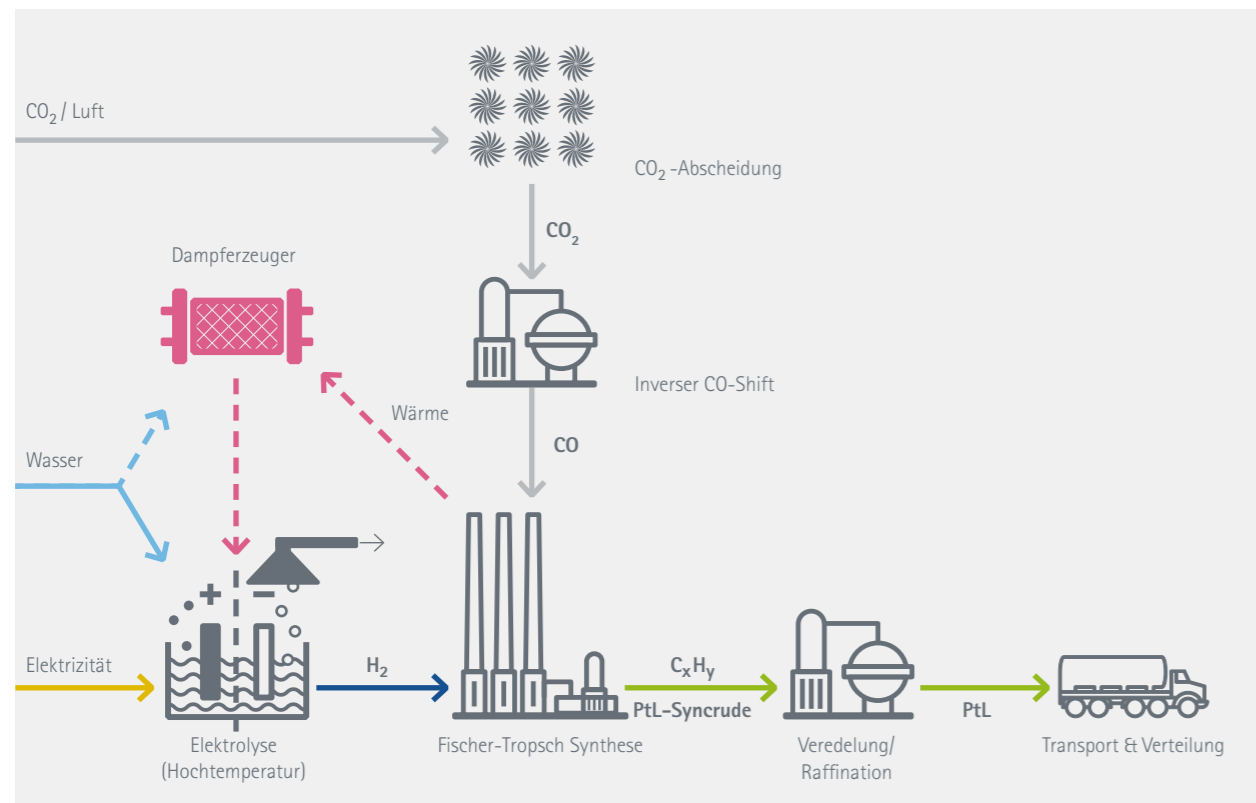 CO₂ / Luft
CO₂ -Abscheidung
CO₂
Dampferzeuger
Inverser CO-Shift
Wärme
CO
Wasser
+ −
Elektrizität
H₂
CₓHᵧ
PtL-Syncrude
PtL
Elektrolyse
(Hochtemperatur)
Fischer-Tropsch Synthese
Veredelung/
Raffination
Transport & Verteilung